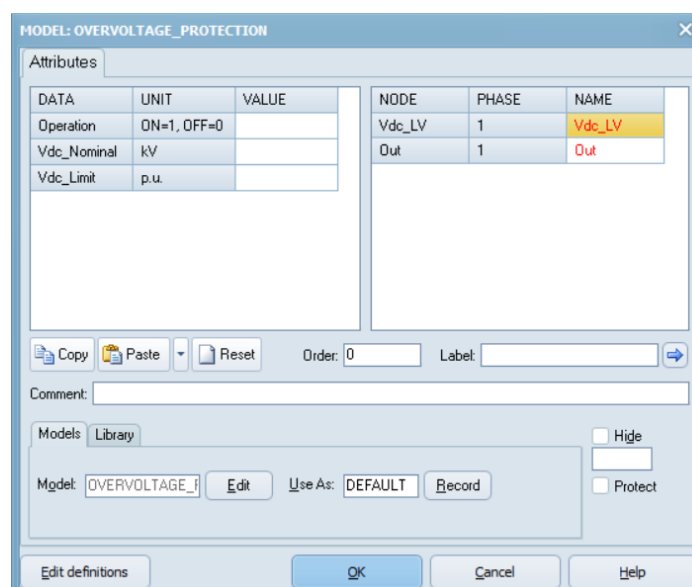 MODEL: OVERVOLTAGE_PROTECTION
Attributes
DATA UNIT VALUE
Operation ON=1, OFF=0
Vdc_Nominal kV
Vdc_Limit p.u.
NODE PHASE NAME
Vdc_LV 1 Vdc_LV
Out 1 Out
Copy Paste Reset Order: 0 Label:
Comment:
Models Library
Hide
Model: OVERVOLTAGE_P Edit Use As: DEFAULT Record
Protect
Edit definitions OK Cancel Help